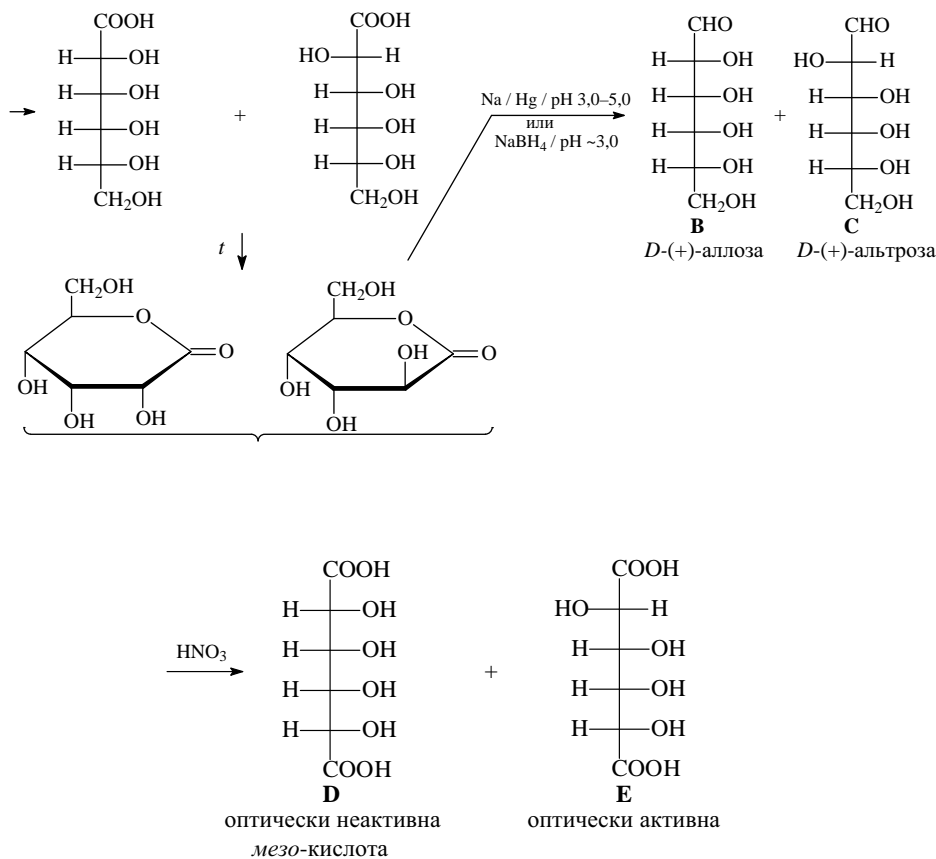 COOH
H OH
H OH
H OH
H OH
CH₂OH
+
COOH
HO H
H OH
H OH
H OH
CH₂OH
Na / Hg / pH 3,0–5,0
или
NaBH₄ / pH ~3,0
CHO
H OH
H OH
H OH
H OH
CH₂OH
B
D-(+)-аллоза
+
CHO
HO H
H OH
H OH
H OH
CH₂OH
C
D-(+)-альтроза
t
CH₂OH
O
O
OH
OH
OH
CH₂OH
O
OH
O
OH
OH
HNO₃
COOH
H OH
H OH
H OH
H OH
COOH
D
оптически неактивна
мезо-кислота
+
COOH
HO H
H OH
H OH
H OH
COOH
E
оптически активна